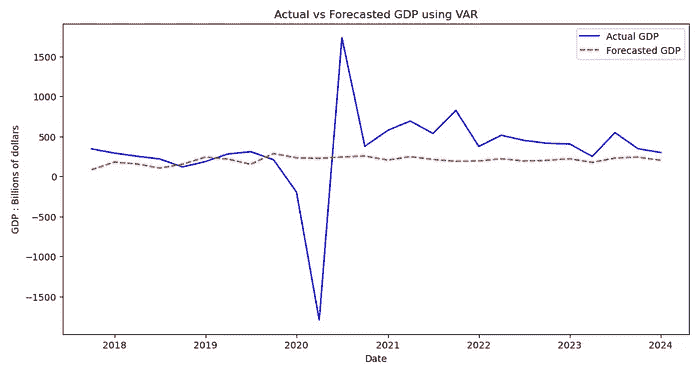 Actual vs Forecasted GDP using VAR
Actual GDP
Forecasted GDP
GDP : Billions of dollars
1500
1000
500
0
−500
−1000
−1500
2018 2019 2020 2021 2022 2023 2024
Date